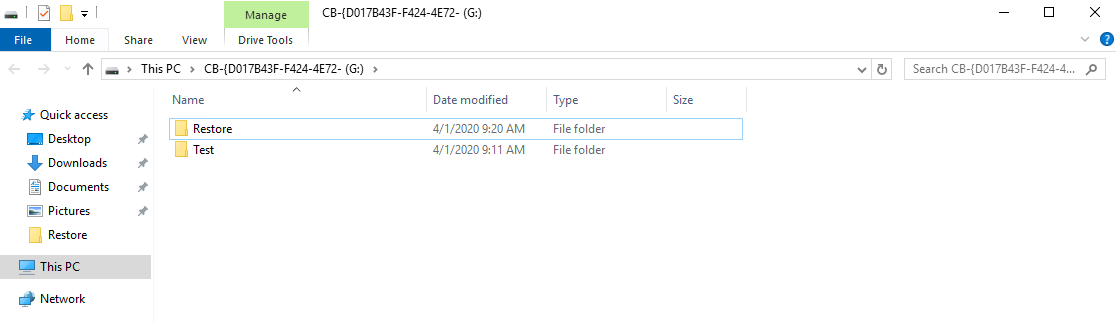 Manage
CB-{D017B43F-F424-4E72- (G:)
File Home Share View Drive Tools
This PC CB-{D017B43F-F424-4E72- (G:) Search CB-{D017B43F-F424-4...
Name Date modified Type Size
Quick access
Desktop
Downloads
Documents
Pictures
Restore
This PC
Network
Restore 4/1/2020 9:20 AM File folder
Test 4/1/2020 9:11 AM File folder